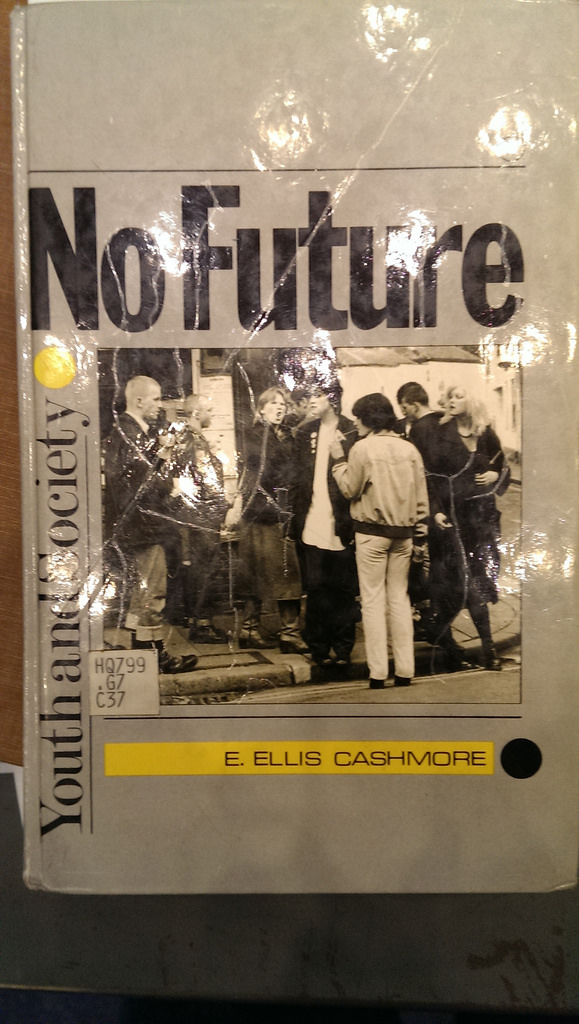 No Future
Youth and Society
HQ799
.G7
C37
E. ELLIS CASHMORE